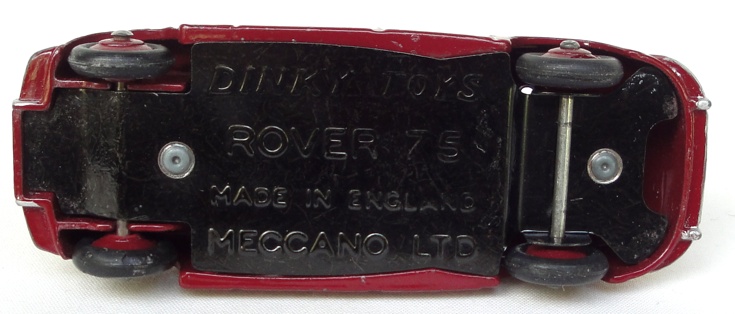 DINKY TOYS
ROVER 75
MADE IN ENGLAND
MECCANO LTD